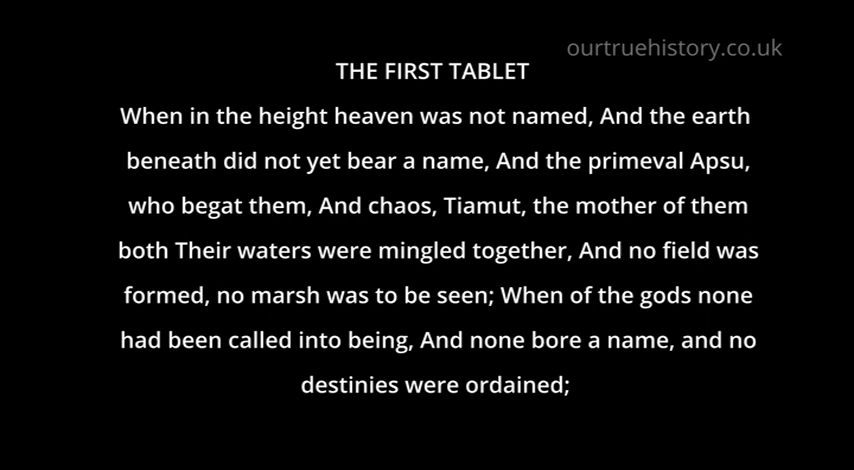 ourtruehistory.co.uk
THE FIRST TABLET
When in the height heaven was not named, And the earth
beneath did not yet bear a name, And the primeval Apsu,
who begat them, And chaos, Tiamut, the mother of them
both Their waters were mingled together, And no field was
formed, no marsh was to be seen; When of the gods none
had been called into being, And none bore a name, and no
destinies were ordained;